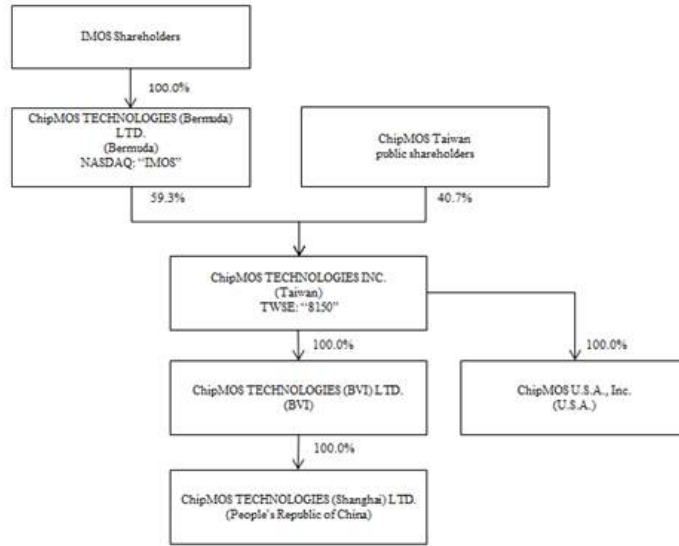 IMOS Shareholders
100.0%
ChipMOS TECHNOLOGIES (Bermuda)
LTD.
(Bermuda)
NASDAQ: “IMOS”
ChipMOS Taiwan
public shareholders
59.3%
40.7%
ChipMOS TECHNOLOGIES INC.
(Taiwan)
TWSE: “8150”
100.0%
100.0%
ChipMOS TECHNOLOGIES (BVI) LTD.
(BVI)
ChipMOS U.S.A., Inc.
(U.S.A.)
100.0%
ChipMOS TECHNOLOGIES (Shanghai) LTD.
(People's Republic of China)